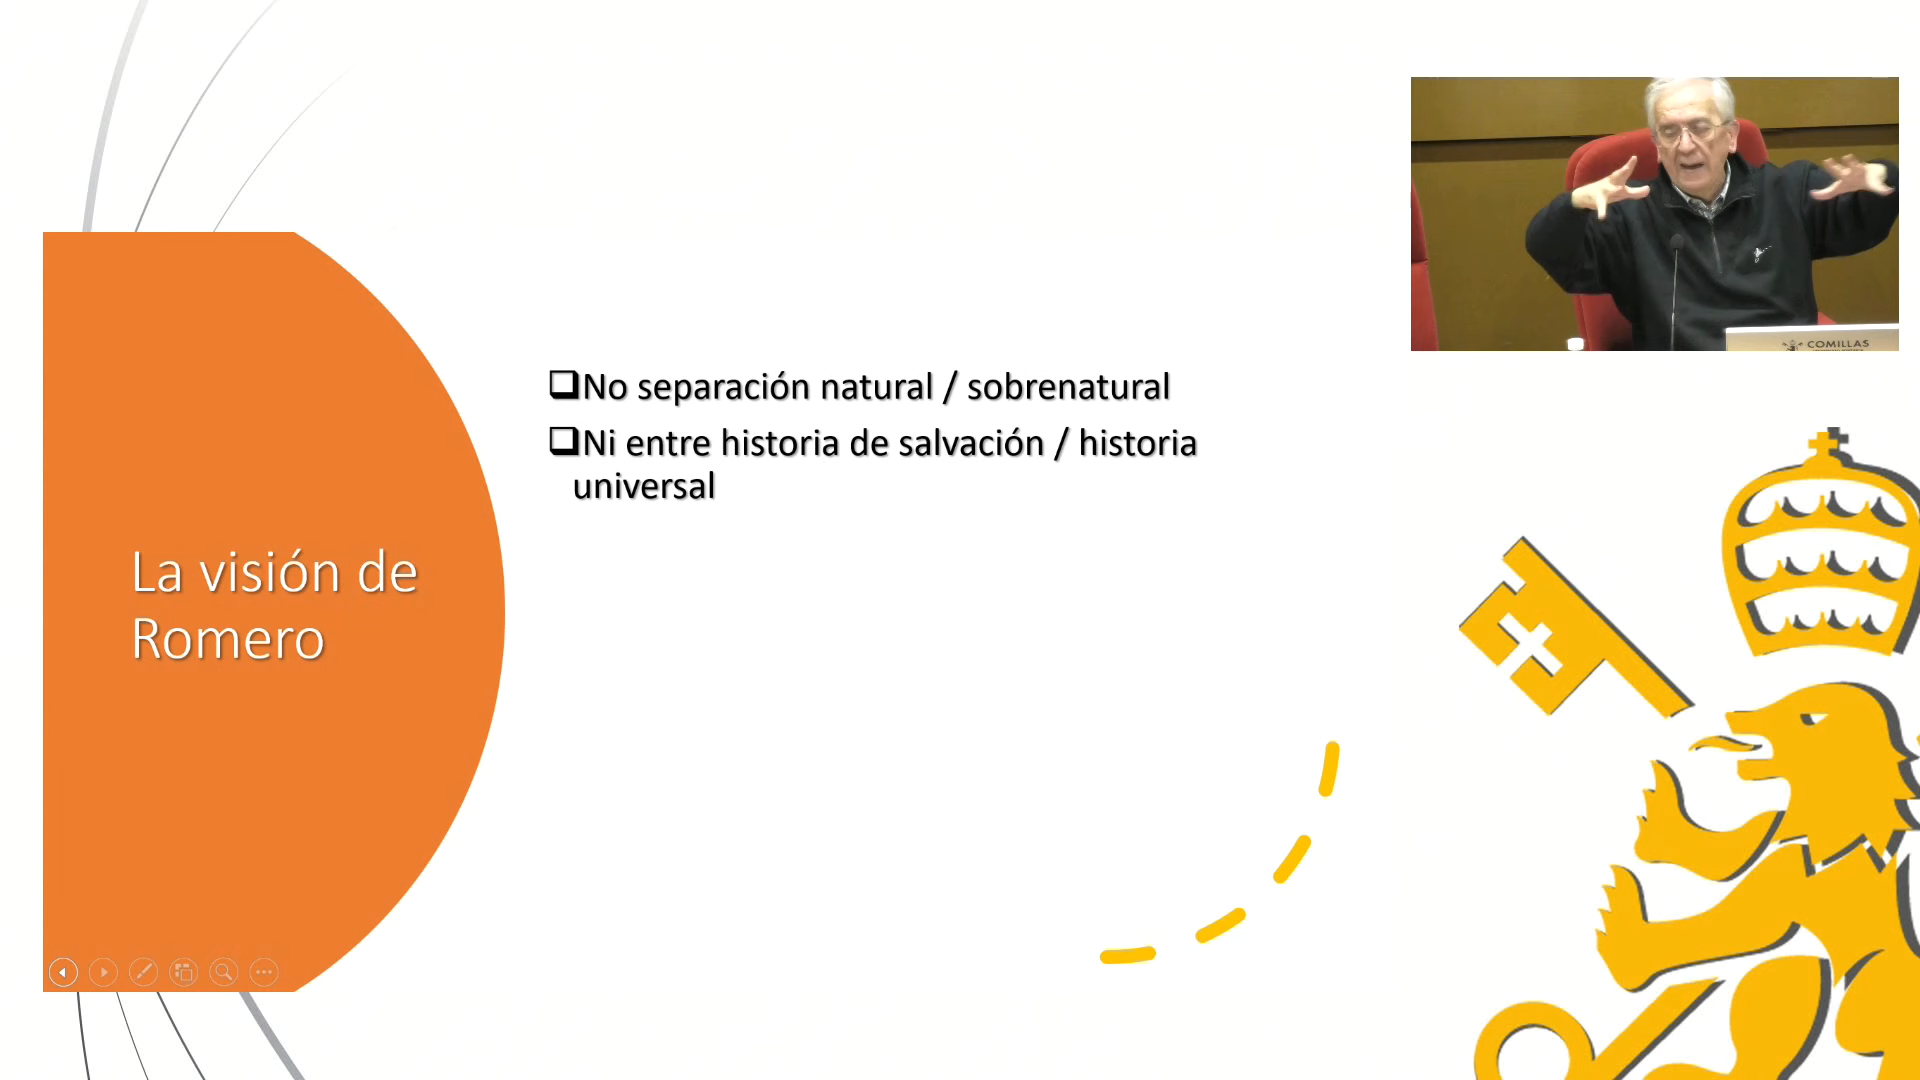 La visión de
Romero
❑No separación natural / sobrenatural
❑Ni entre historia de salvación / historia
universal
COMILLAS